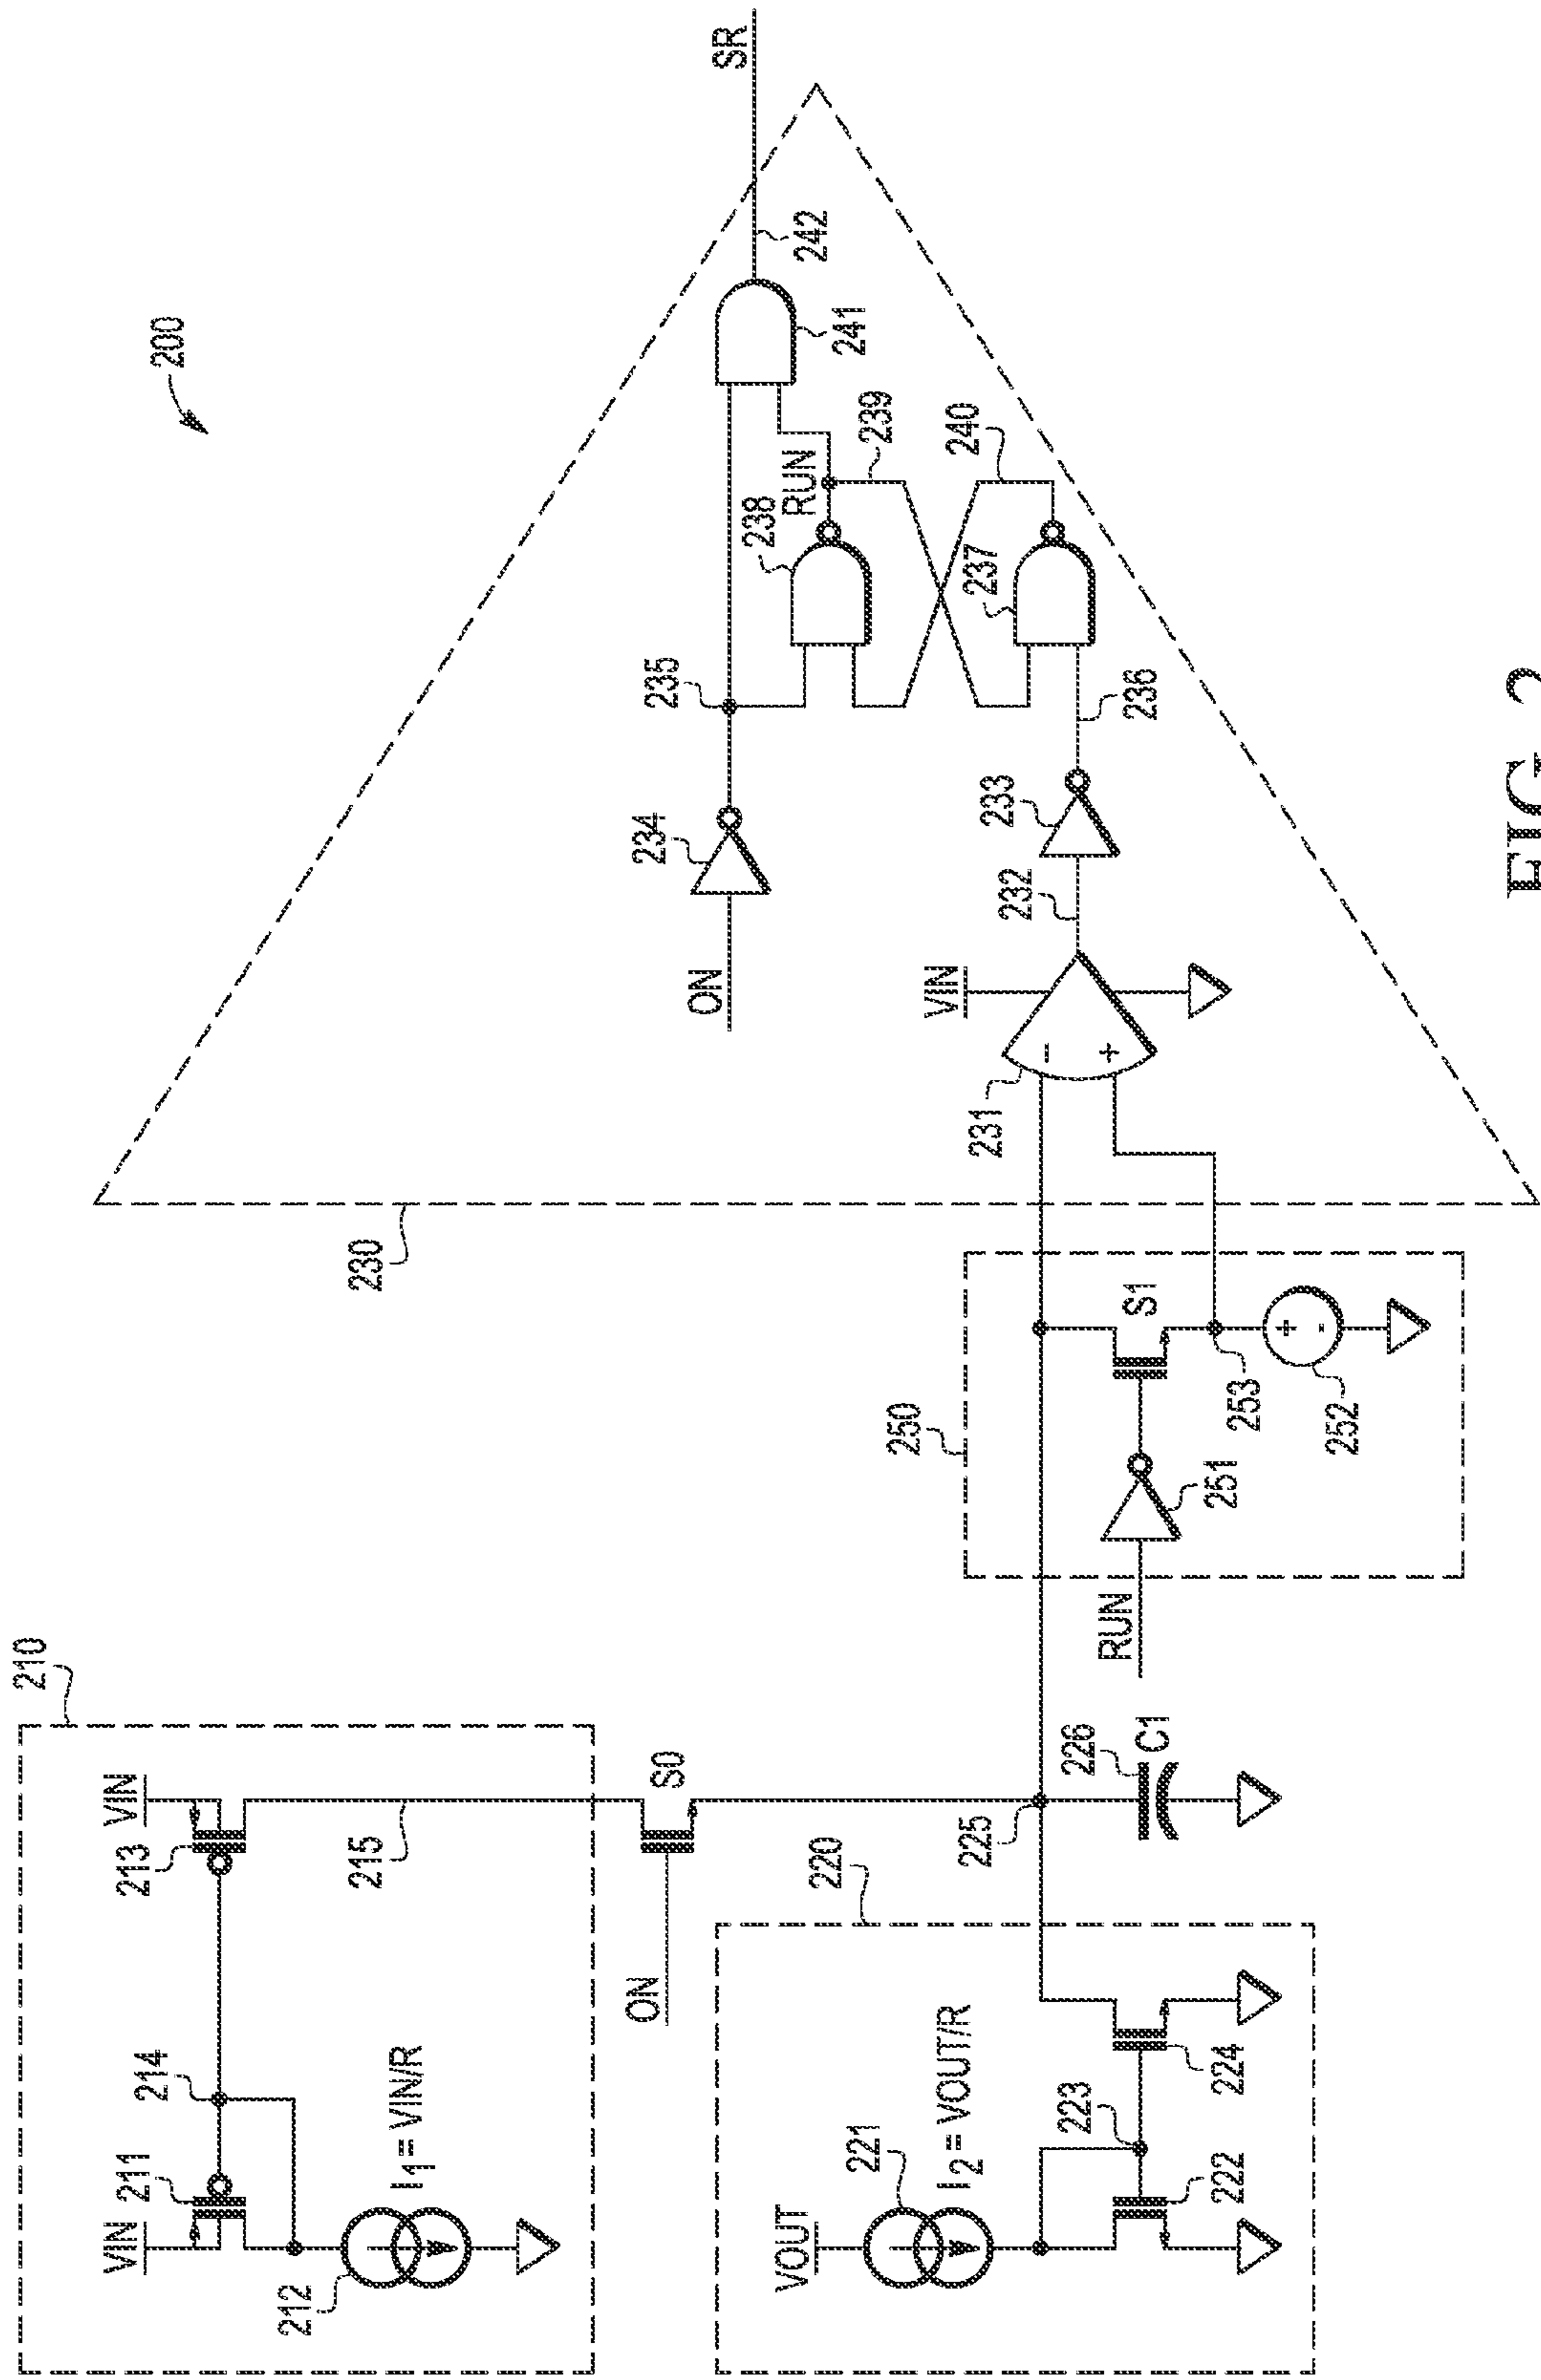 200
210
VIN
VIN
211
214
213
212
I1 = VIN/R
215
ON
S0
220
VOUT
221
I2 = VOUT/R
223
222
224
225
226
C1
250
RUN
251
S1
253
252
230
ON
234
235
VIN
231
-
+
232
233
236
237
238
RUN
239
240
241
242
SR
+
-
FIG. 2